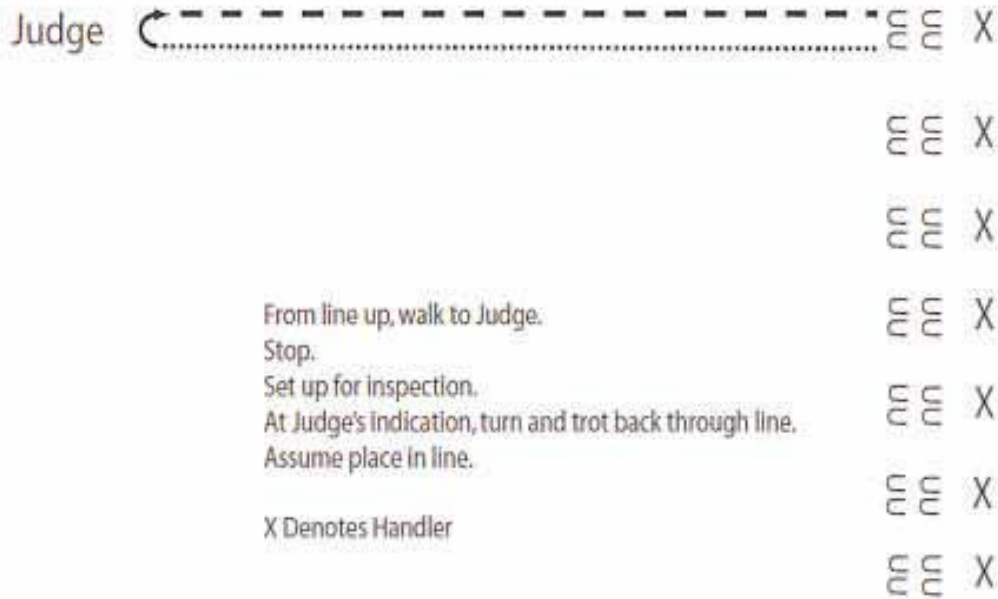 Judge X
X
X
From line up, walk to Judge. X
Stop.
Set up for inspection. X
At Judge's indication, turn and trot back through line.
Assume place in line.
X
X Denotes Handler
X